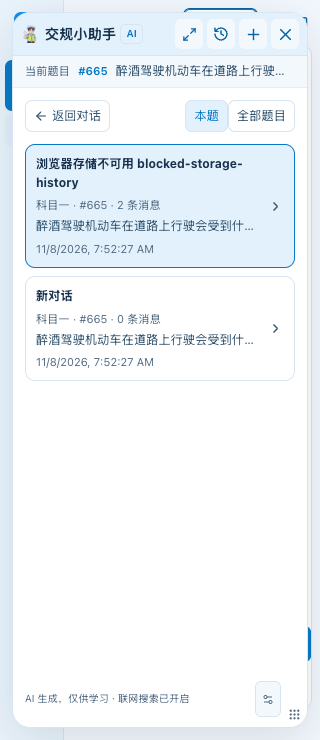 交规小助手 AI
当前题目 #665 醉酒驾驶机动车在道路上行驶...
返回对话 本题 全部题目
浏览器存储不可用 blocked-storage-
history
科目一 · #665 · 2 条消息
醉酒驾驶机动车在道路上行驶会受到什...
11/8/2026, 7:52:27 AM
新对话
科目一 · #665 · 0 条消息
醉酒驾驶机动车在道路上行驶会受到什...
11/8/2026, 7:52:27 AM
AI 生成，仅供学习 · 联网搜索已开启